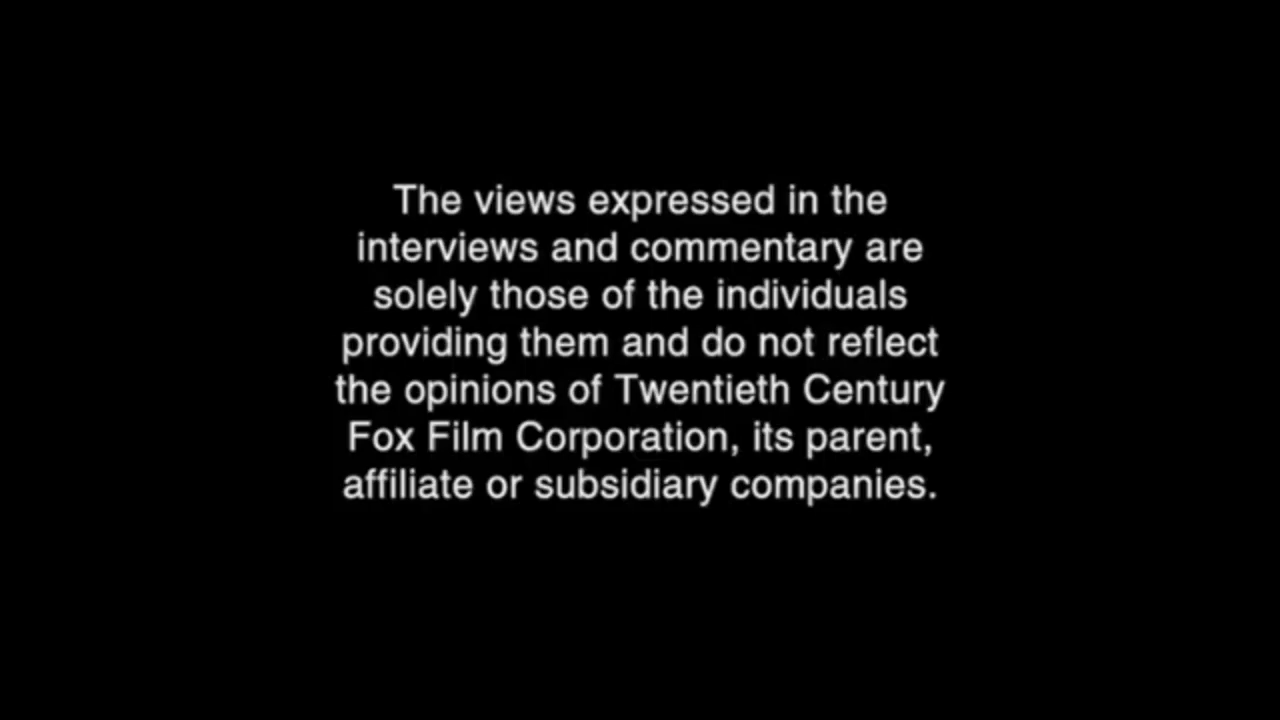 The views expressed in the
interviews and commentary are
solely those of the individuals
providing them and do not reflect
the opinions of Twentieth Century
Fox Film Corporation, its parent,
affiliate or subsidiary companies.